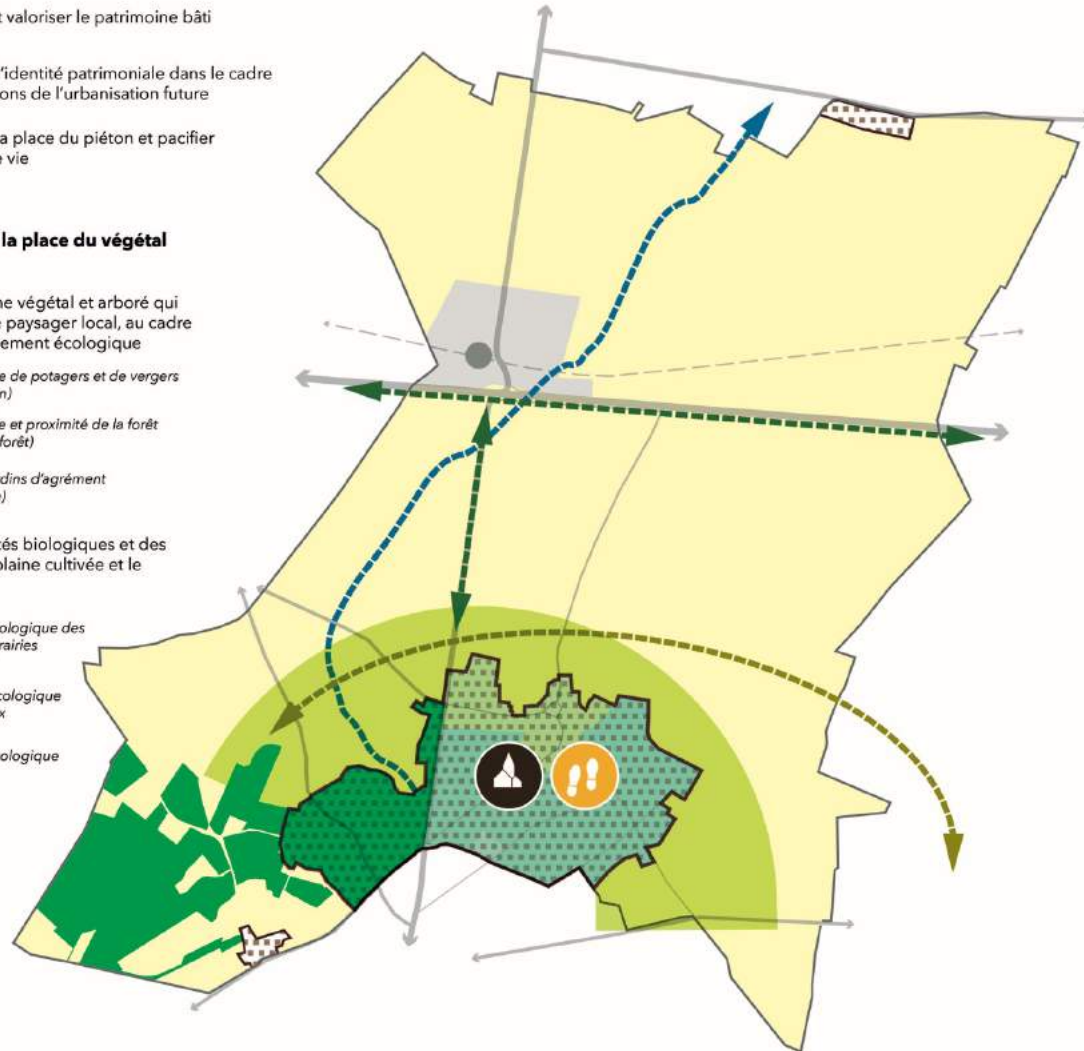 t valoriser le patrimoine bâti
l'identité patrimoniale dans le cadre
ons de l'urbanisation future
la place du piéton et pacifier
e vie
la place du végétal
ne végétal et arboré qui
e paysager local, au cadre
ement écologique
e de potagers et de vergers
n)
e et proximité de la forêt
forêt)
dins d'agrément
)
tés biologiques et des
plaine cultivée et le
ologique des
rairies
cologique
x
ologique